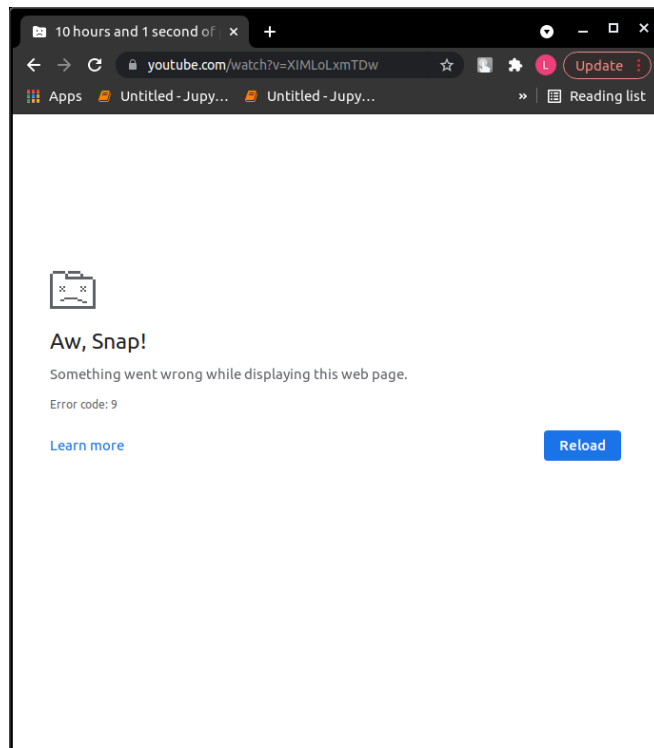 10 hours and 1 second of
youtube.com/watch?v=XIMLoLxmTDw
L
Update
Apps
Untitled - Jupy...
Untitled - Jupy...
»
Reading list
Aw, Snap!
Something went wrong while displaying this web page.
Error code: 9
Learn more
Reload